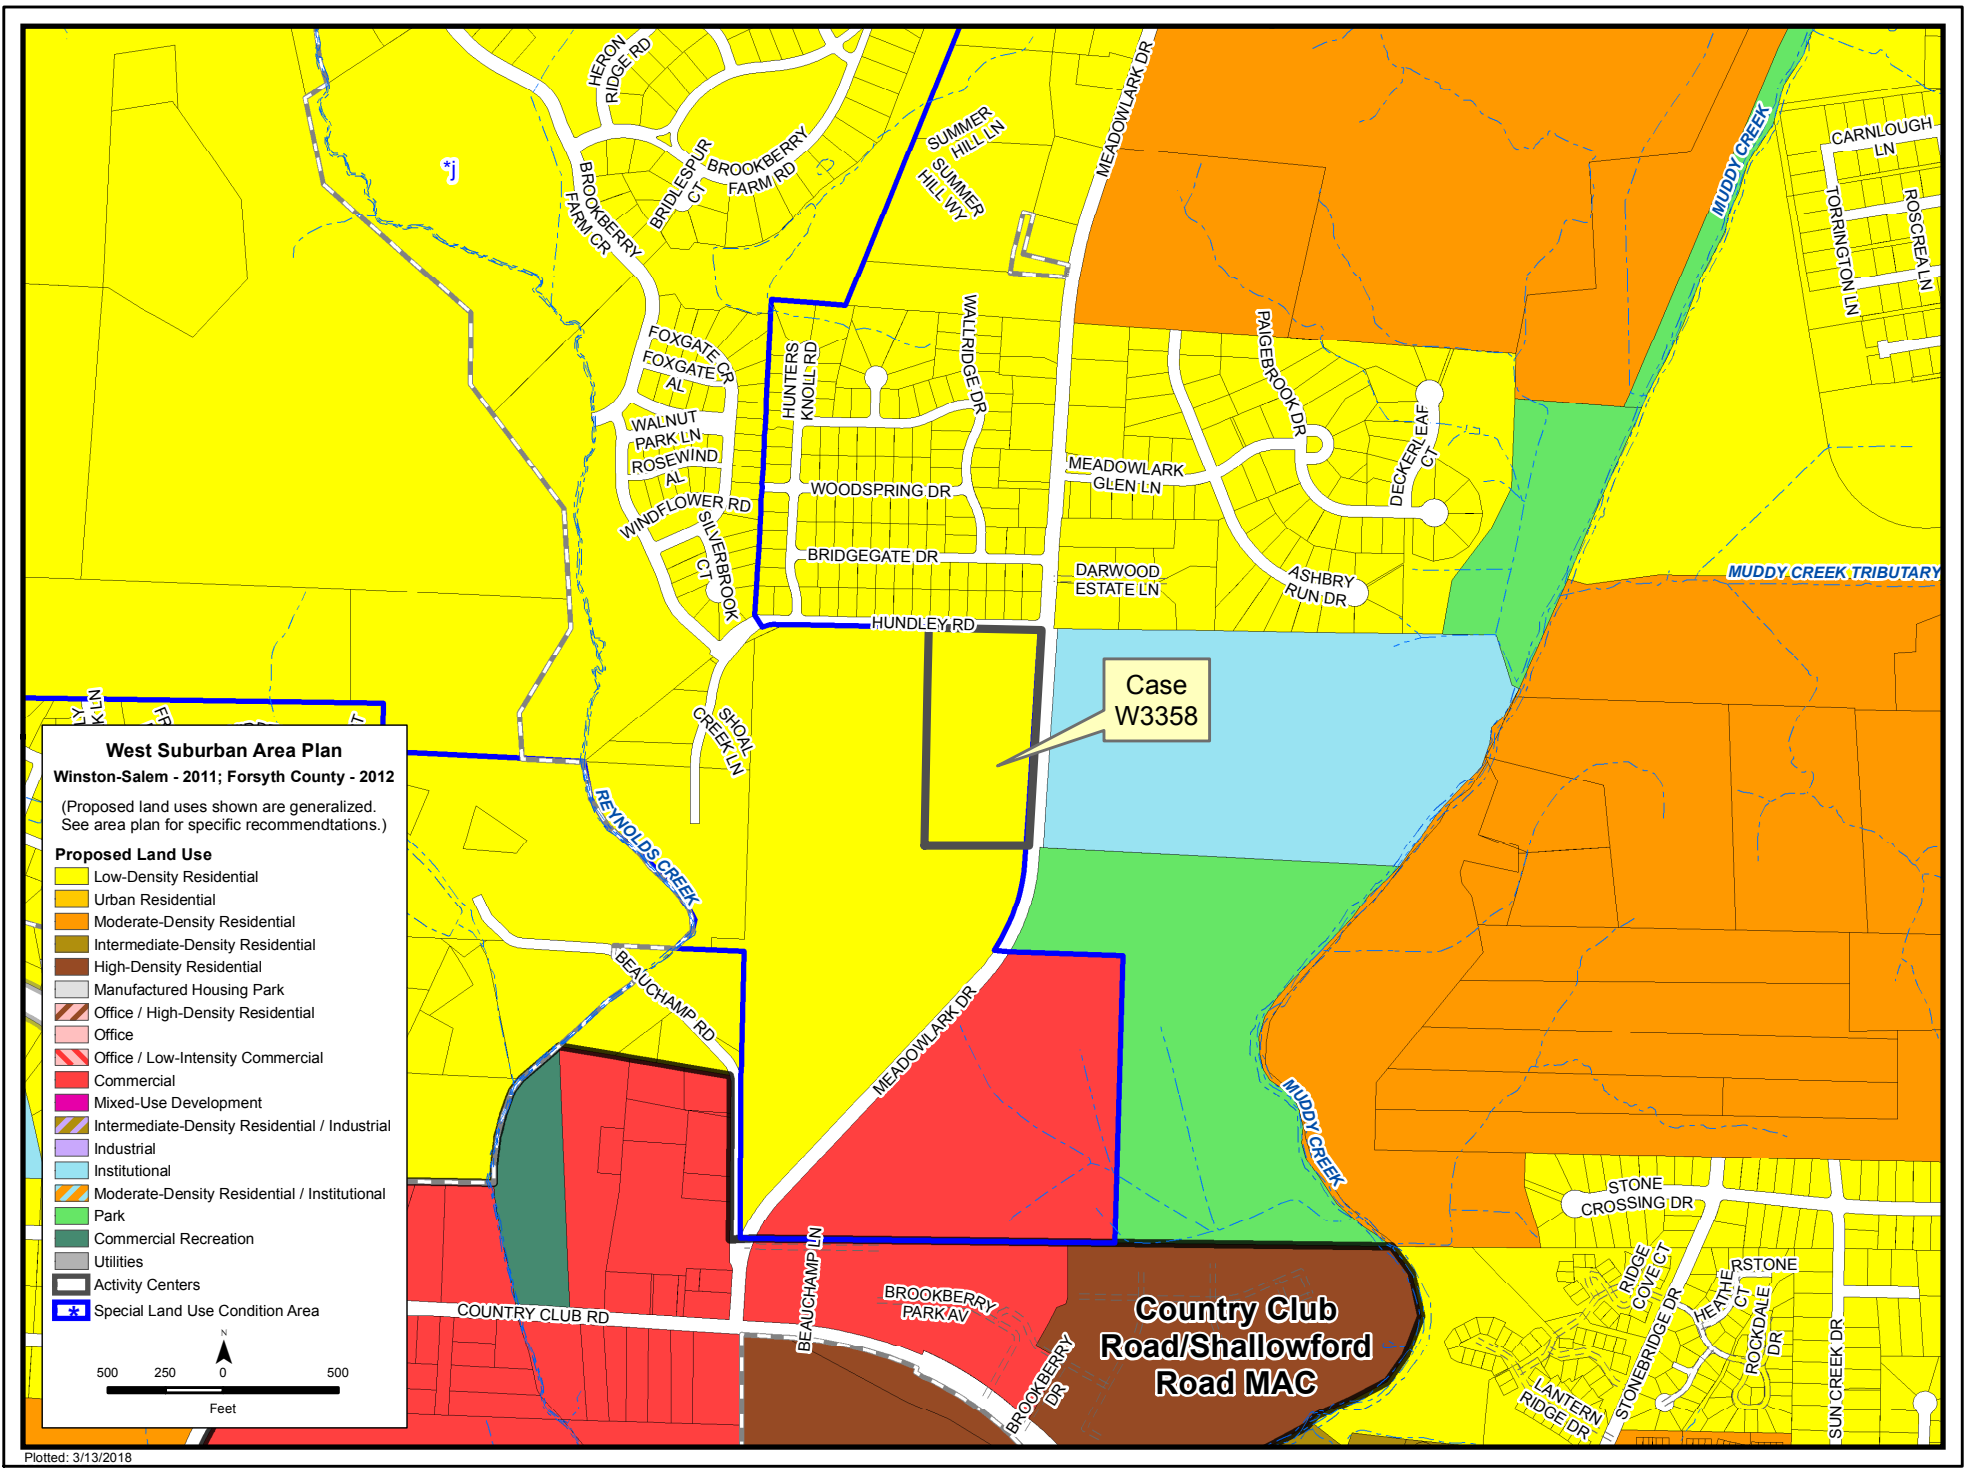 HERON
RIDGE RD
MEADOWLARK DR
SUMMER
HILL LN
SUMMER
HILL WY
BROOKBERRY
FARM RD
BRIDLESPUR
CT
BROOKBERRY
FARM CR
*j
MUDDY CREEK
CARNLOUGH
LN
TORRINGTON LN
ROSCREA LN
FOXGATE CR
FOXGATE
AL
HUNTERS
KNOLL RD
WALLRIDGE DR
PAIGEBROOK DR
DECKERLEAF
CT
WALNUT
PARK LN
ROSEWIND
AL
WINDFLOWER RD
SILVERBROOK
CT
WOODSPRING DR
MEADOWLARK
GLEN LN
BRIDGEGATE DR
DARWOOD
ESTATE LN
ASHBRY
RUN DR
MUDDY CREEK TRIBUTARY
HUNDLEY RD
Case
W3358
SHOAL
CREEK LN
REYNOLDS CREEK
BEAUCHAMP RD
MEADOWLARK DR
MUDDY CREEK
STONE
CROSSING DR
RIDGE
COVE CT
HEATHE
RSTONE
CT
ROCKDALE
DR
STONEBRIDGE DR
SUN CREEK DR
LANTERN
RIDGE DR
BEAUCHAMP LN
BROOKBERRY
PARK AV
COUNTRY CLUB RD
BROOKBERRY
DR
Country Club
Road/Shallowford
Road MAC
LY
K LN
FR
T
West Suburban Area Plan
Winston-Salem - 2011; Forsyth County - 2012
(Proposed land uses shown are generalized.
See area plan for specific recommendtations.)
Proposed Land Use
Low-Density Residential
Urban Residential
Moderate-Density Residential
Intermediate-Density Residential
High-Density Residential
Manufactured Housing Park
Office / High-Density Residential
Office
Office / Low-Intensity Commercial
Commercial
Mixed-Use Development
Intermediate-Density Residential / Industrial
Industrial
Institutional
Moderate-Density Residential / Institutional
Park
Commercial Recreation
Utilities
Activity Centers
* Special Land Use Condition Area
N
500 250 0 500
Feet
Plotted: 3/13/2018